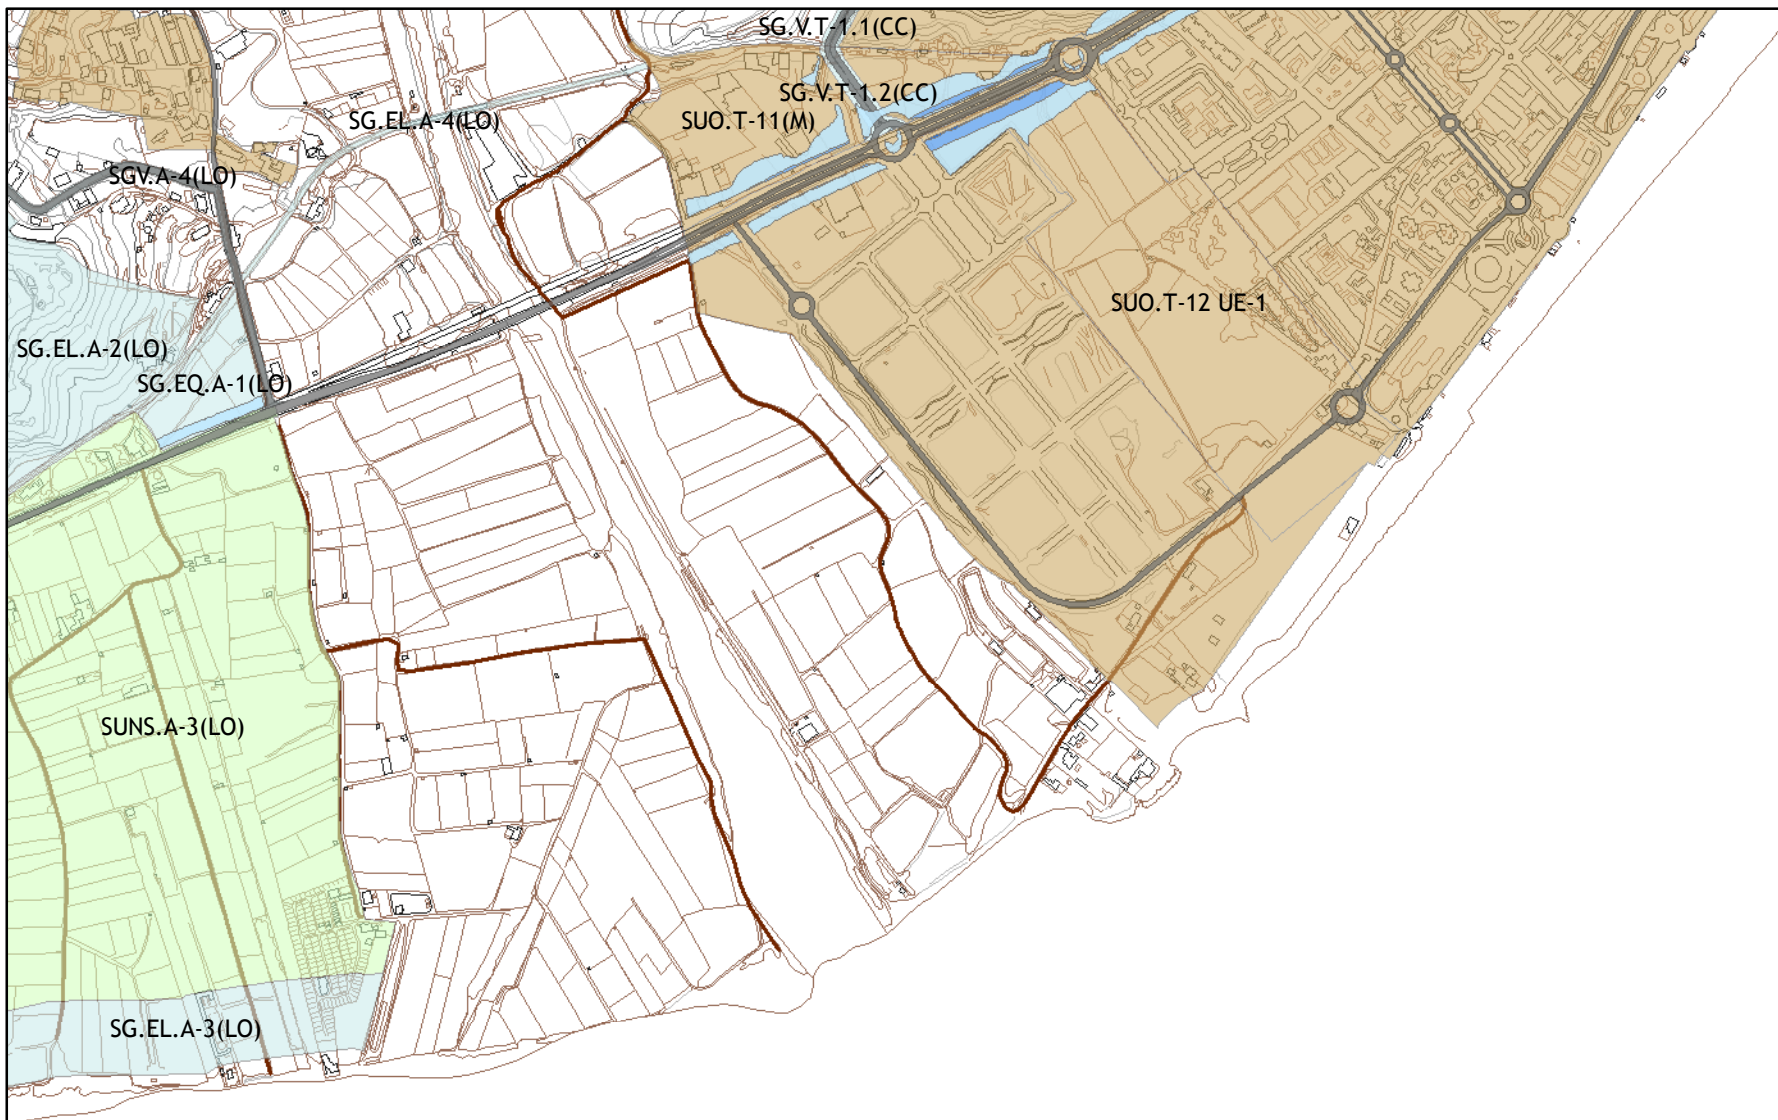 SG.V.T-1.1(CC)
SG.V.T-1.2(CC)
SG.EL.A-4(LO)
SUO.T-11(M)
SGV.A-4(LO)
SUO.T-12 UE-1
SG.EL.A-2(LO)
SG.EQ.A-1(LO)
SUNS.A-3(LO)
SG.EL.A-3(LO)